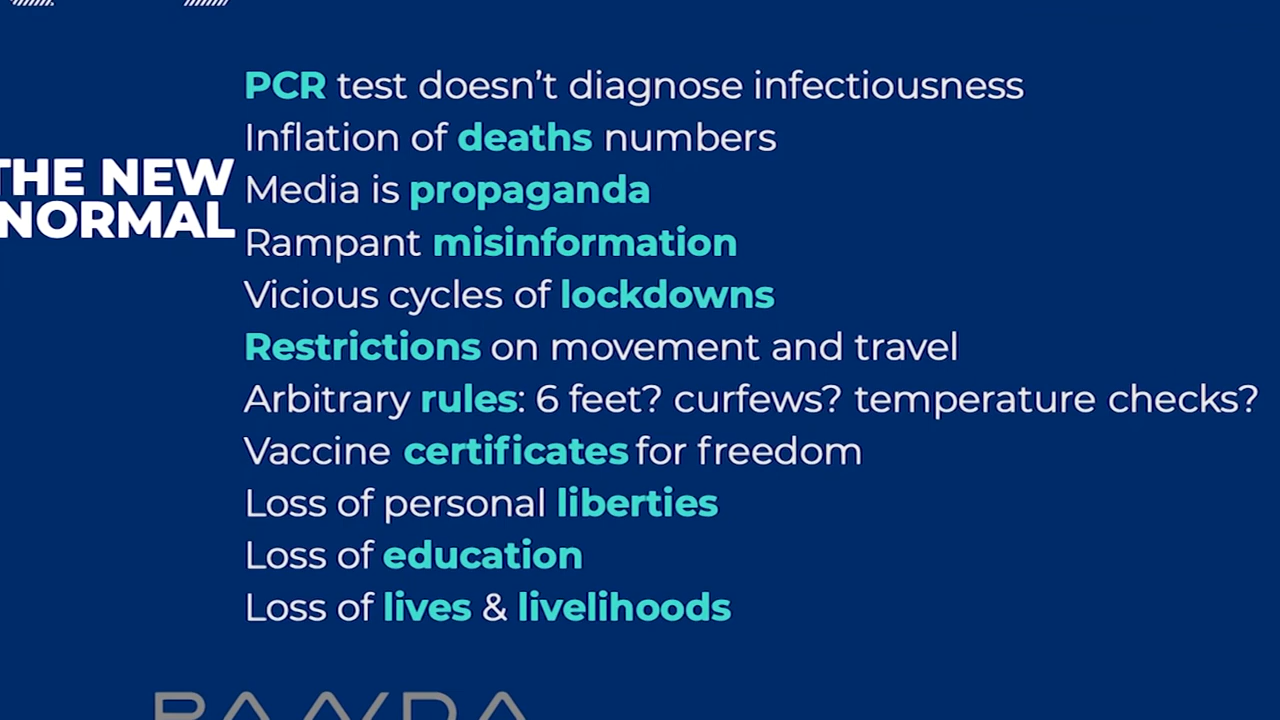 THE NEW
NORMAL
PCR test doesn't diagnose infectiousness
Inflation of deaths numbers
Media is propaganda
Rampant misinformation
Vicious cycles of lockdowns
Restrictions on movement and travel
Arbitrary rules: 6 feet? curfews? temperature checks?
Vaccine certificates for freedom
Loss of personal liberties
Loss of education
Loss of lives & livelihoods
PANDA